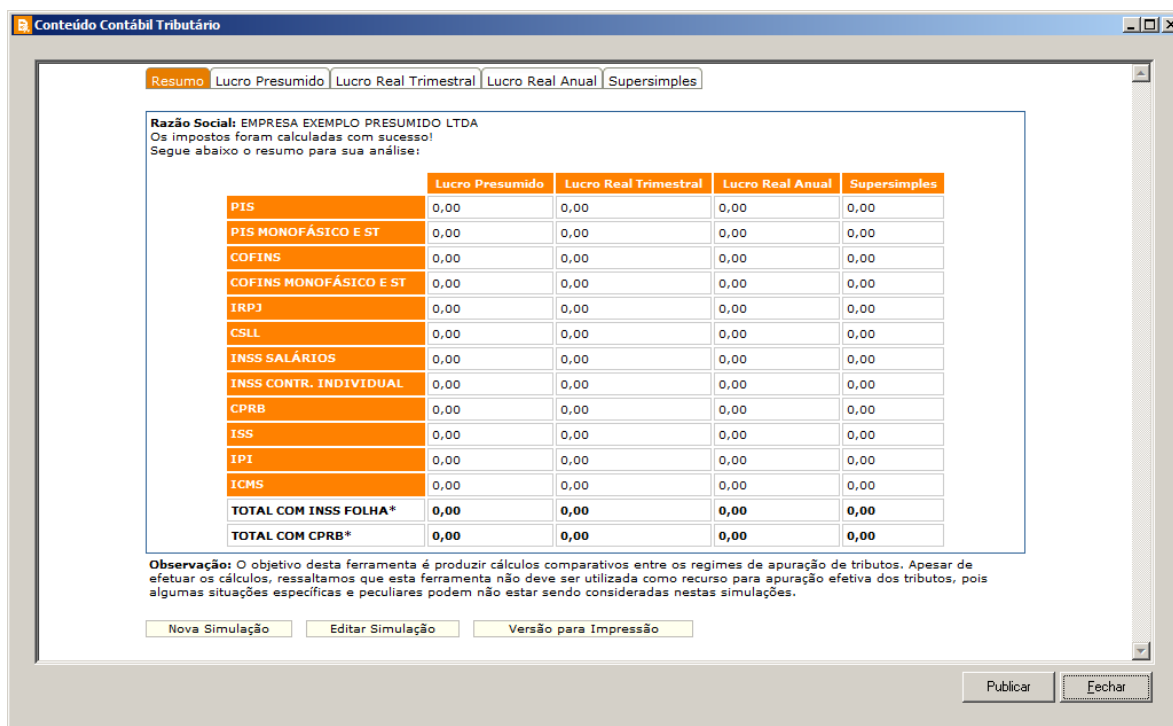 Conteúdo Contábil Tributário
Resumo Lucro Presumido Lucro Real Trimestral Lucro Real Anual Supersimples
Razão Social: EMPRESA EXEMPLO PRESUMIDO LTDA
Os impostos foram calculadas com sucesso!
Segue abaixo o resumo para sua análise:
Lucro Presumido Lucro Real Trimestral Lucro Real Anual Supersimples
PIS 0,00 0,00 0,00 0,00
PIS MONOFÁSICO E ST 0,00 0,00 0,00 0,00
COFINS 0,00 0,00 0,00 0,00
COFINS MONOFÁSICO E ST 0,00 0,00 0,00 0,00
IRPJ 0,00 0,00 0,00 0,00
CSLL 0,00 0,00 0,00 0,00
INSS SALÁRIOS 0,00 0,00 0,00 0,00
INSS CONTR. INDIVIDUAL 0,00 0,00 0,00 0,00
CPRB 0,00 0,00 0,00 0,00
ISS 0,00 0,00 0,00 0,00
IPI 0,00 0,00 0,00 0,00
ICMS 0,00 0,00 0,00 0,00
TOTAL COM INSS FOLHA* 0,00 0,00 0,00 0,00
TOTAL COM CPRB* 0,00 0,00 0,00 0,00
Observação: O objetivo desta ferramenta é produzir cálculos comparativos entre os regimes de apuração de tributos. Apesar de
efetuar os cálculos, ressaltamos que esta ferramenta não deve ser utilizada como recurso para apuração efetiva dos tributos, pois
algumas situações específicas e peculiares podem não estar sendo consideradas nestas simulações.
Nova Simulação Editar Simulação Versão para Impressão
Publicar Fechar